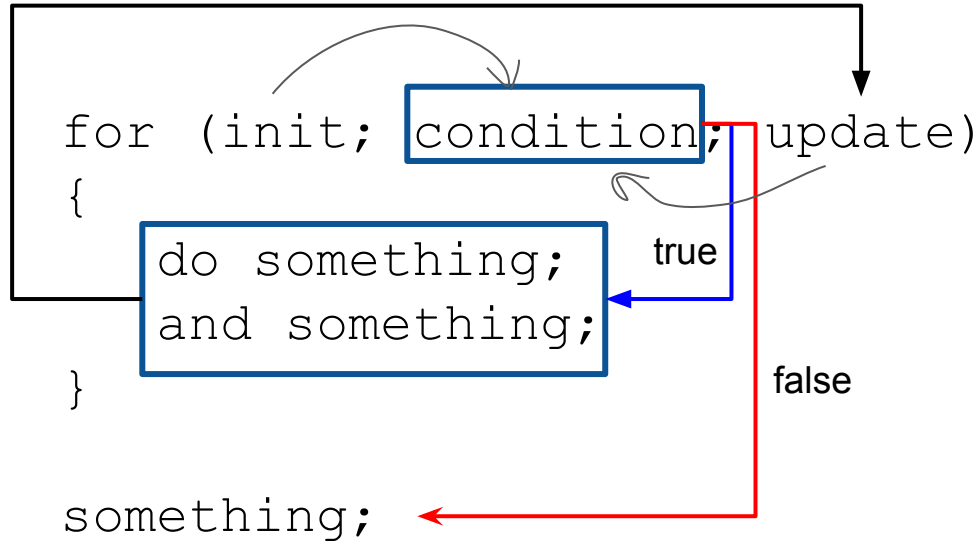 for (init; condition; update)
{
do something;
true
and something;
}
false
something;